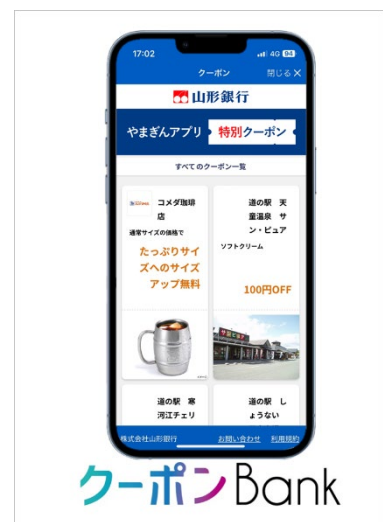 17:02
4G 94
クーポン
閉じる ×
山形銀行
やまぎんアプリ
特別クーポン
すべてのクーポン一覧
コメダ珈琲
店
通常サイズの価格で
たっぷりサイ
ズへのサイズ
アップ無料
道の駅 天
童温泉 サ
ン・ピュア
ソフトクリーム
100円OFF
道の駅 寒
河江チェリ
道の駅 し
ょうない
株式会社山形銀行
お問い合わせ
利用規約
クーポンBank